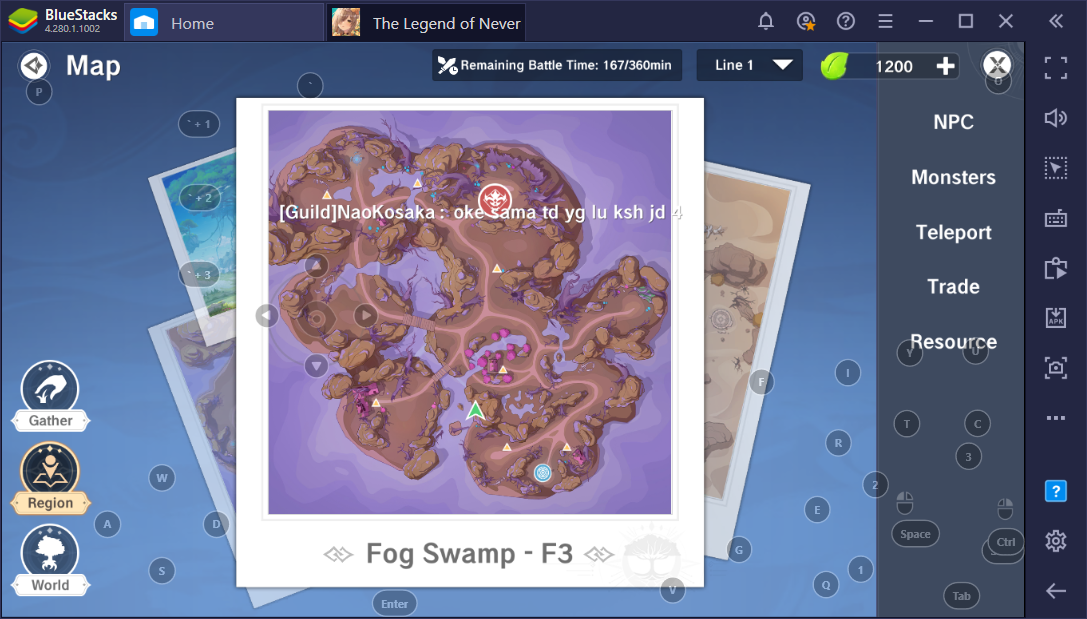 BlueStacks
4.280.1.1002
Home
The Legend of Never
Map
Remaining Battle Time: 167/360min
Line 1
1200
P
`
O
` + 1
NPC
Monsters
` + 2
[Guild]NaoKosaka : oke sama td yg lu ksh jd 4
Teleport
` + 3
Trade
APK
Resource
Y
U
I
F
Gather
T
C
R
3
W
2
Region
E
A
D
Space
Ctrl
Fog Swamp - F3
G
S
1
World
Q
V
Tab
Enter
?